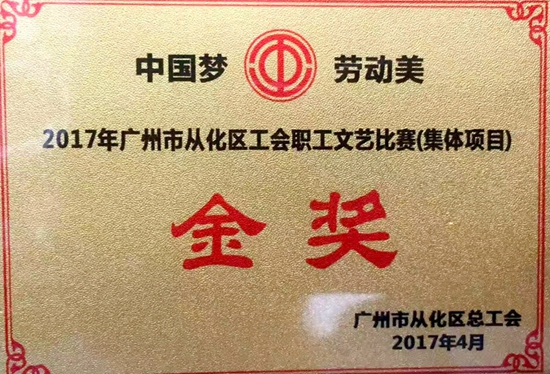 中国梦 劳动美
2017年广州市从化区工会职工文艺比赛(集体项目)
金奖
广州市从化区总工会
2017年4月